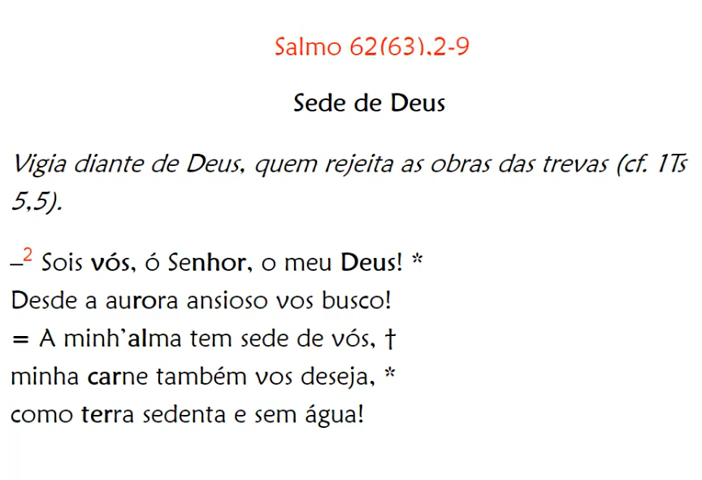 Salmo 62(63),2-9
Sede de Deus
Vigia diante de Deus, quem rejeita as obras das trevas (cf. 1Ts
5,5).
–2 Sois vós, ó Senhor, o meu Deus! *
Desde a aurora ansioso vos busco!
= A minh’alma tem sede de vós, †
minha carne também vos deseja, *
como terra sedenta e sem água!